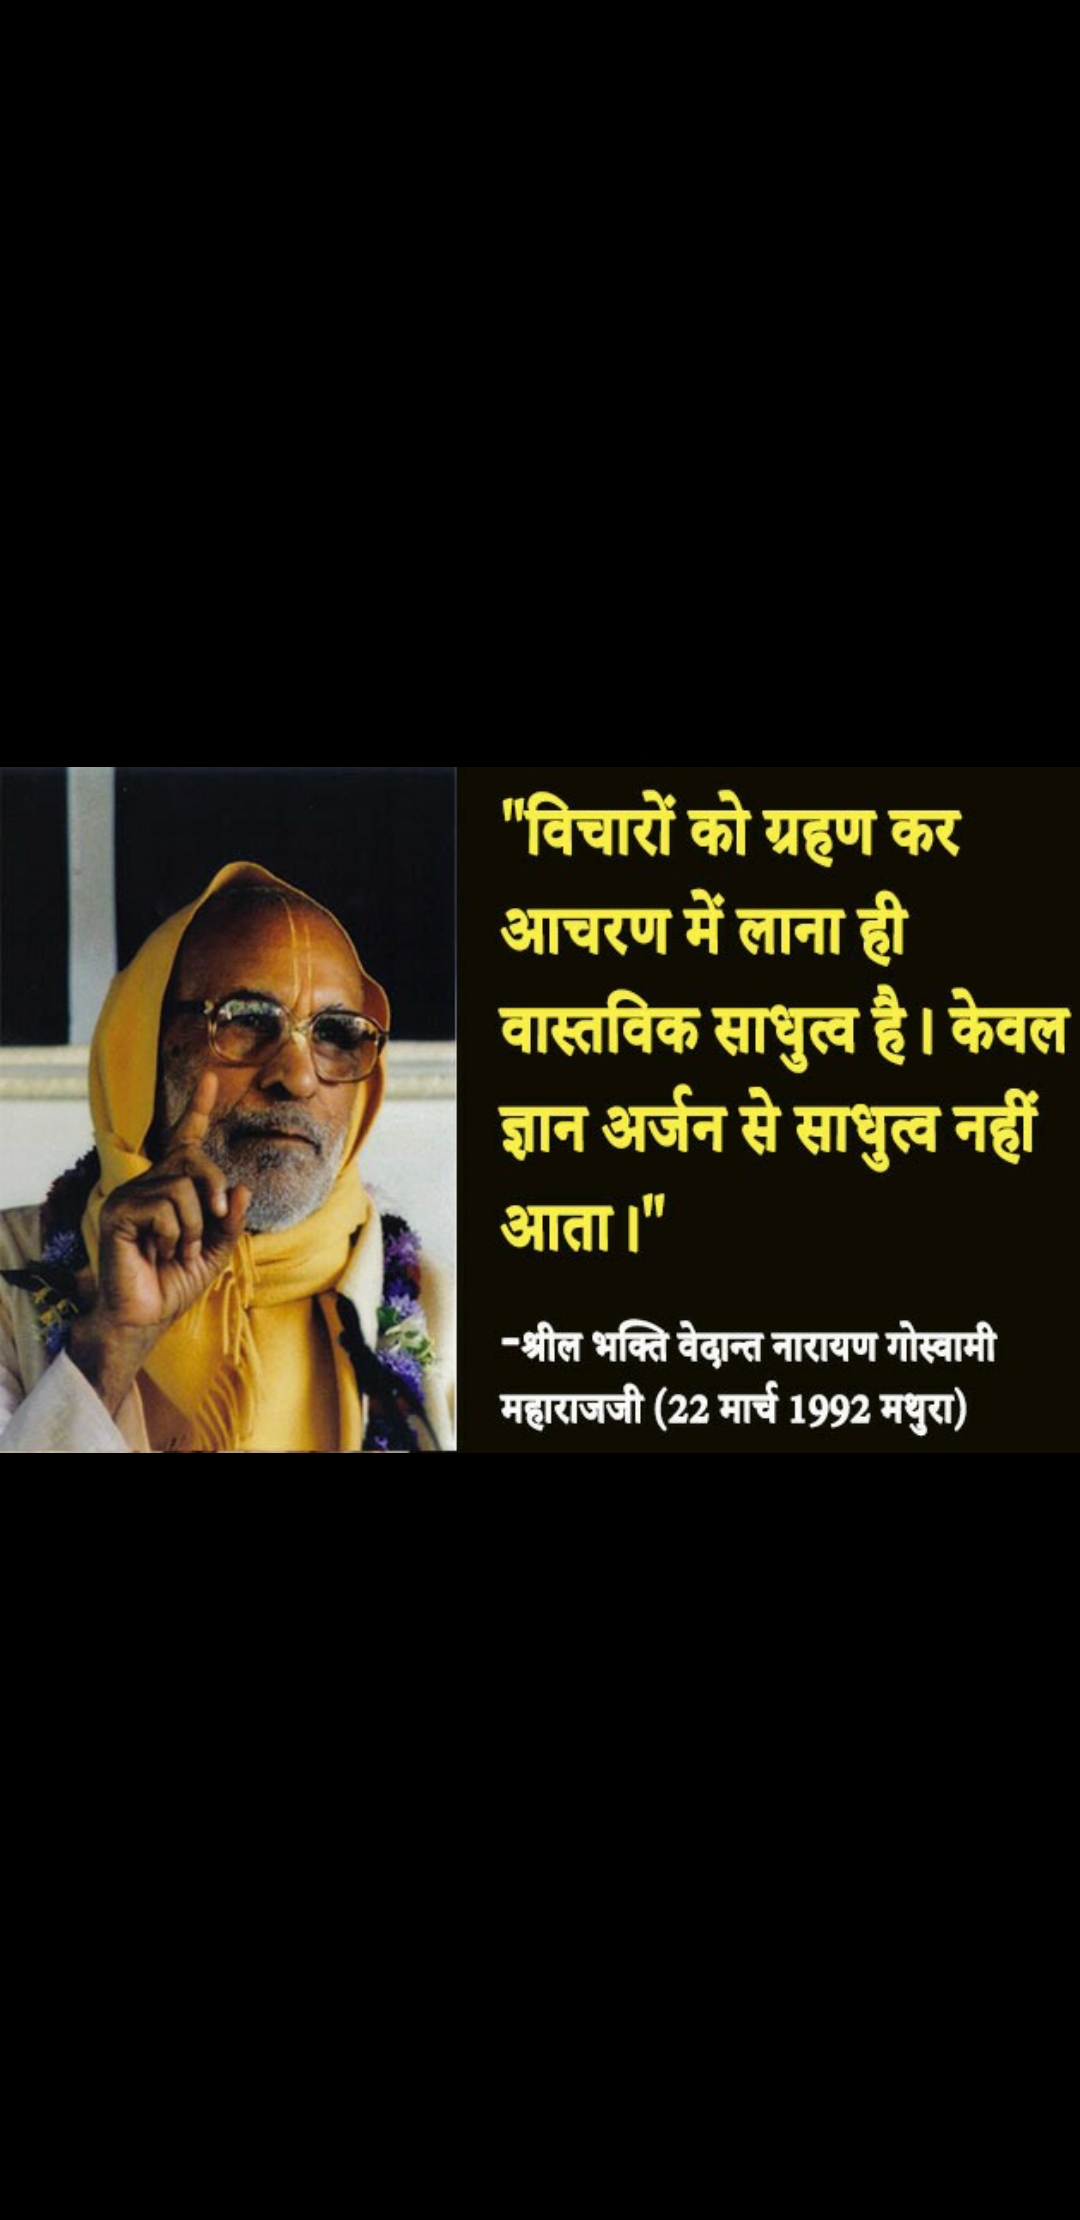 "विचारों को ग्रहण कर
आचरण में लाना ही
वास्तविक साधुत्व है। केवल
ज्ञान अर्जन से साधुत्व नहीं
आता।"
-श्रील भक्ति वेदान्त नारायण गोस्वामी
महाराजजी (22 मार्च 1992 मथुरा)